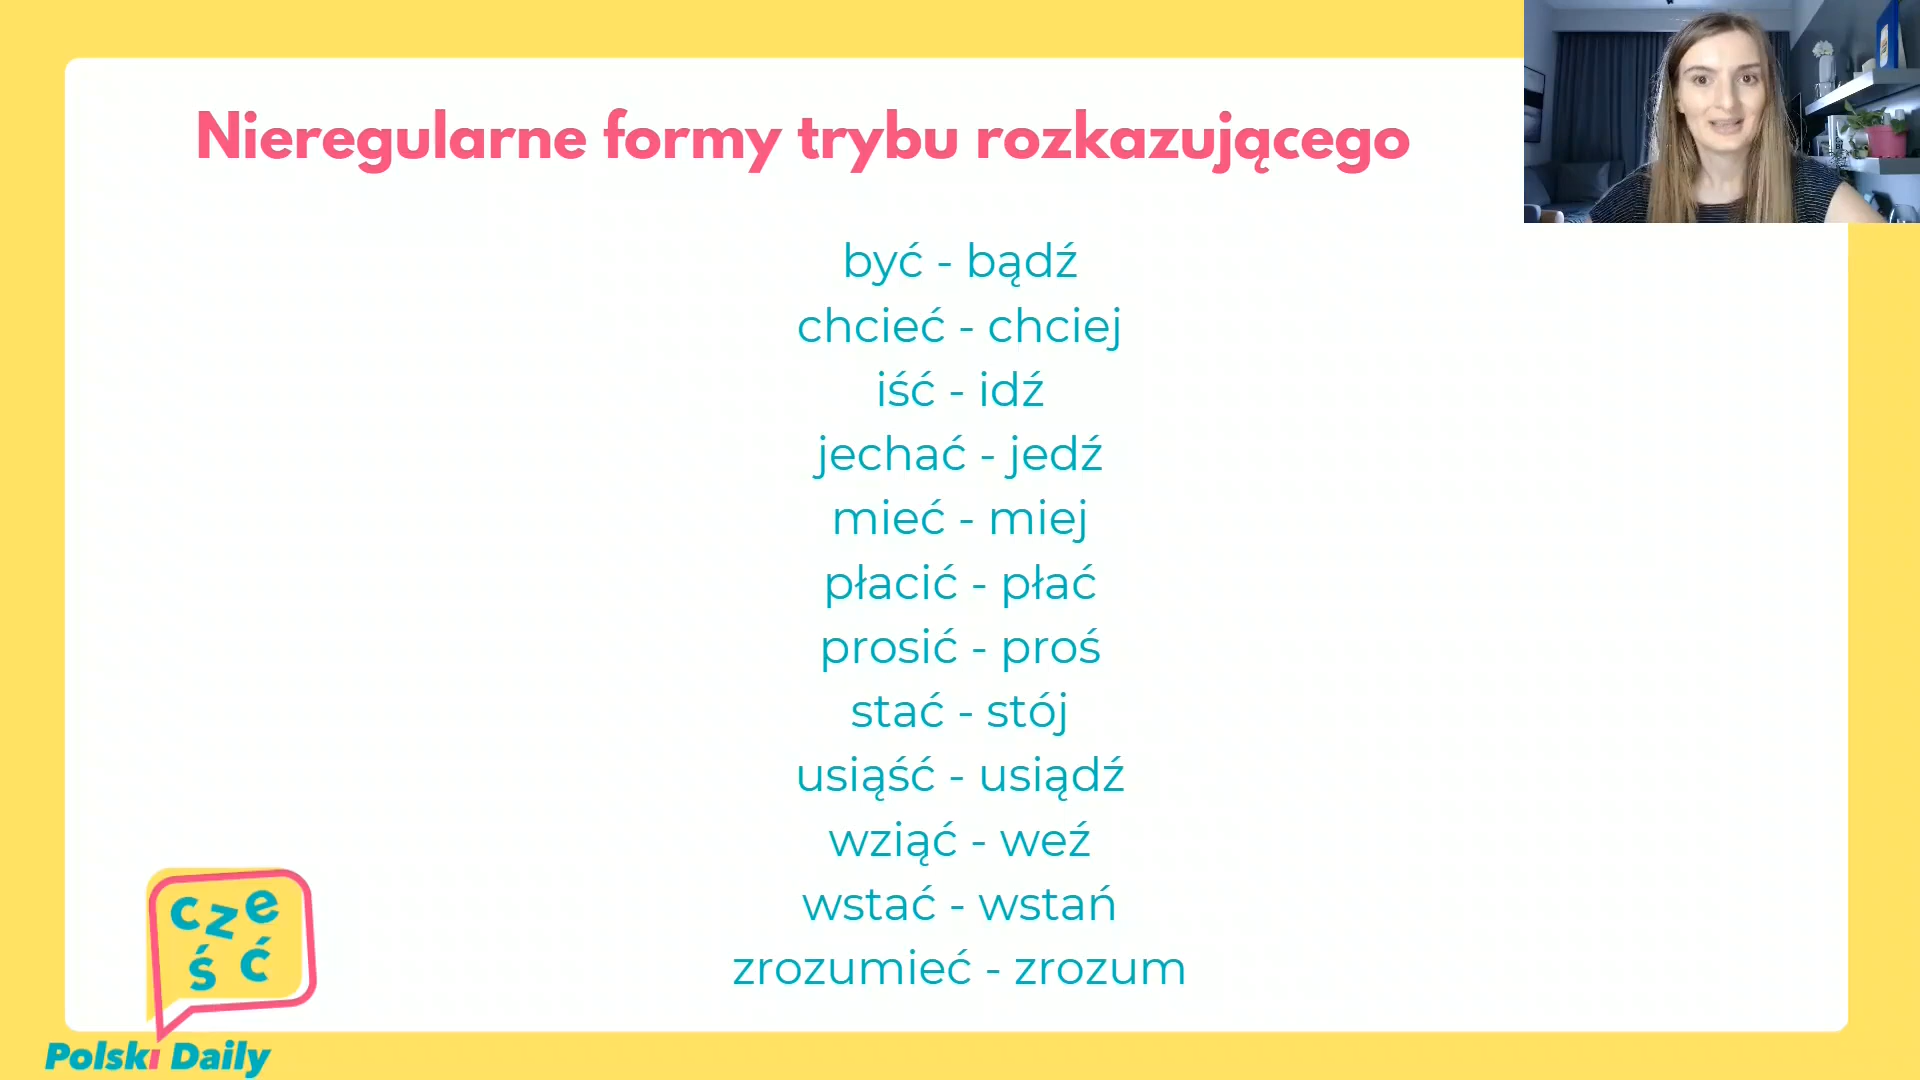 Nieregularne formy trybu rozkazującego
być - bądź
chcieć - chciej
iść - idź
jechać - jedź
mieć - miej
płacić - płać
prosić - proś
stać - stój
usiąść - usiądź
wziąć - weź
wstać - wstań
zrozumieć - zrozum
cze
ść
Polski Daily